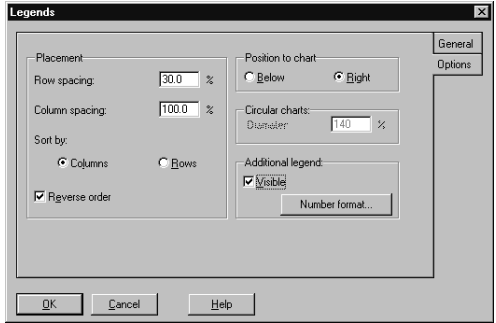 Legends
General
Options
Placement
Row spacing: 30.0 %
Column spacing: 100.0 %
Sort by:
Columns Rows
Reverse order
Position to chart
Below Right
Circular charts:
Diameter 140 %
Additional legend:
Visible
Number format...
OK Cancel Help